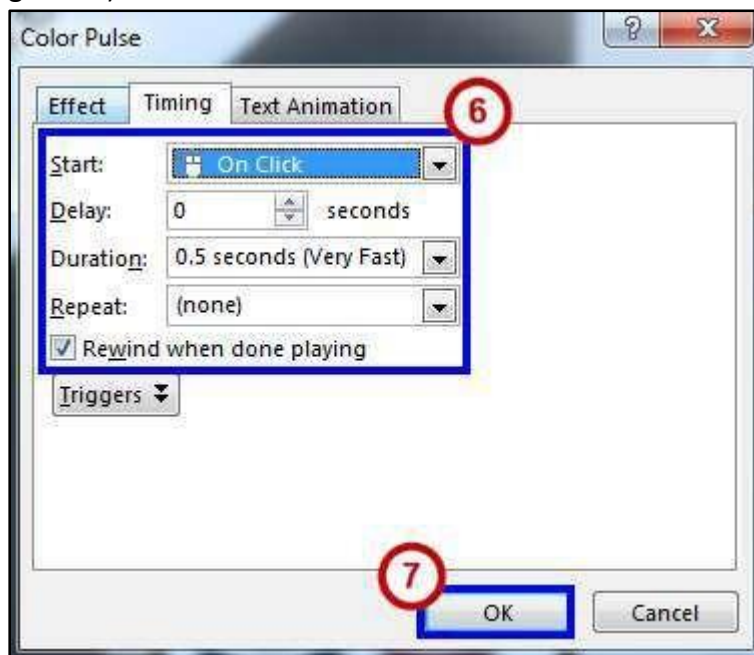 Color Pulse
Effect Timing Text Animation
6
Start: On Click
Delay: 0 seconds
Duration: 0.5 seconds (Very Fast)
Repeat: (none)
Rewind when done playing
Triggers
7
OK Cancel